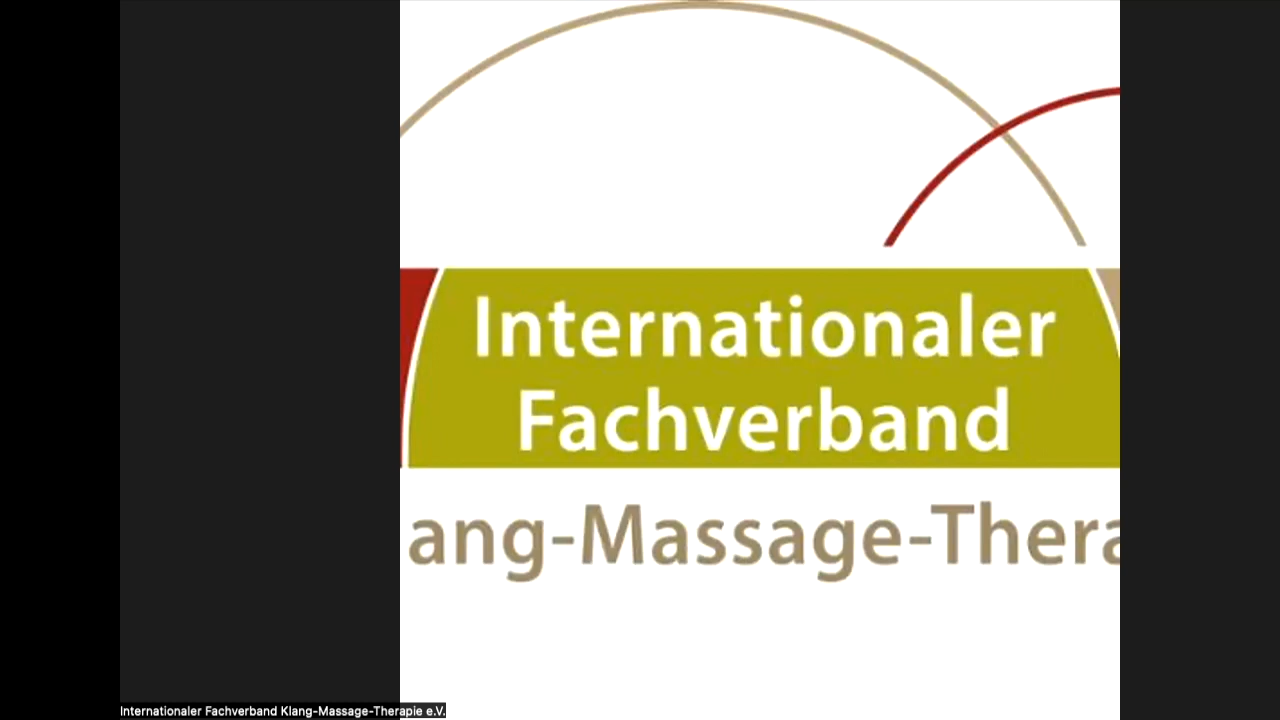 Internationaler
Fachverband
ang-Massage-Thera
Internationaler Fachverband Klang-Massage-Therapie e.V.